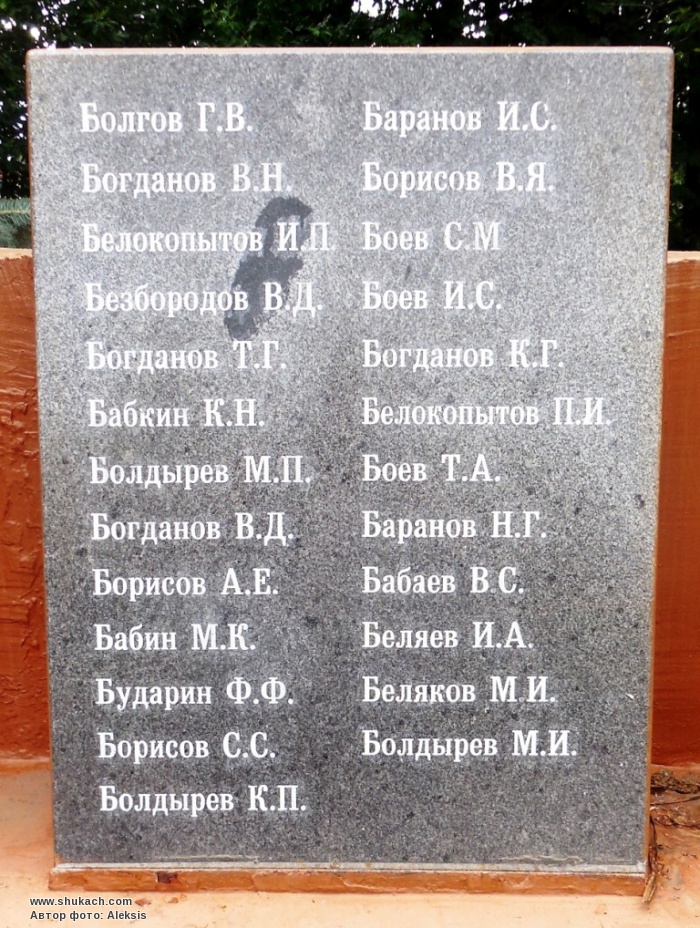 Болгов Г.В.
Богданов В.Н.
Белокопытов И.П
Безбородов В.Д.
Богданов Т.Г.
Бабкин К.Н.
Болдырев М.П.
Богданов В.Д.
Борисов А.Е.
Бабин М.К.
Бударин Ф.Ф.
Борисов С.С.
Болдырев К.П.
Баранов И.С.
Борисов В.Я.
Боев С.М
Боев И.С.
Богданов К.Г.
Белокопытов П.И.
Боев Т.А.
Баранов Н.Г.
Бабаев В.С.
Беляев И.А.
Беляков М.И.
Болдырев М.И.
www.shukach.com
Автор фото: Aleksis